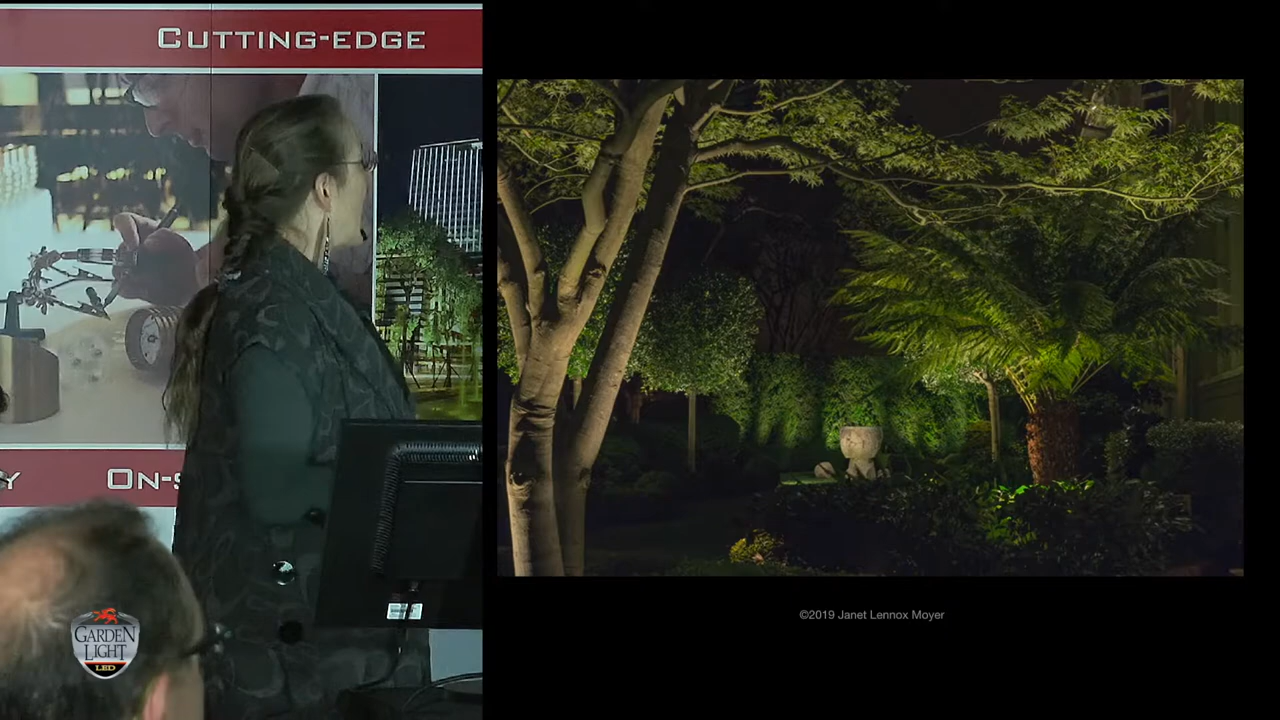 CUTTING-EDGE
Y
ON-S
GARDEN
LIGHT
LED
©2019 Janet Lennox Moyer